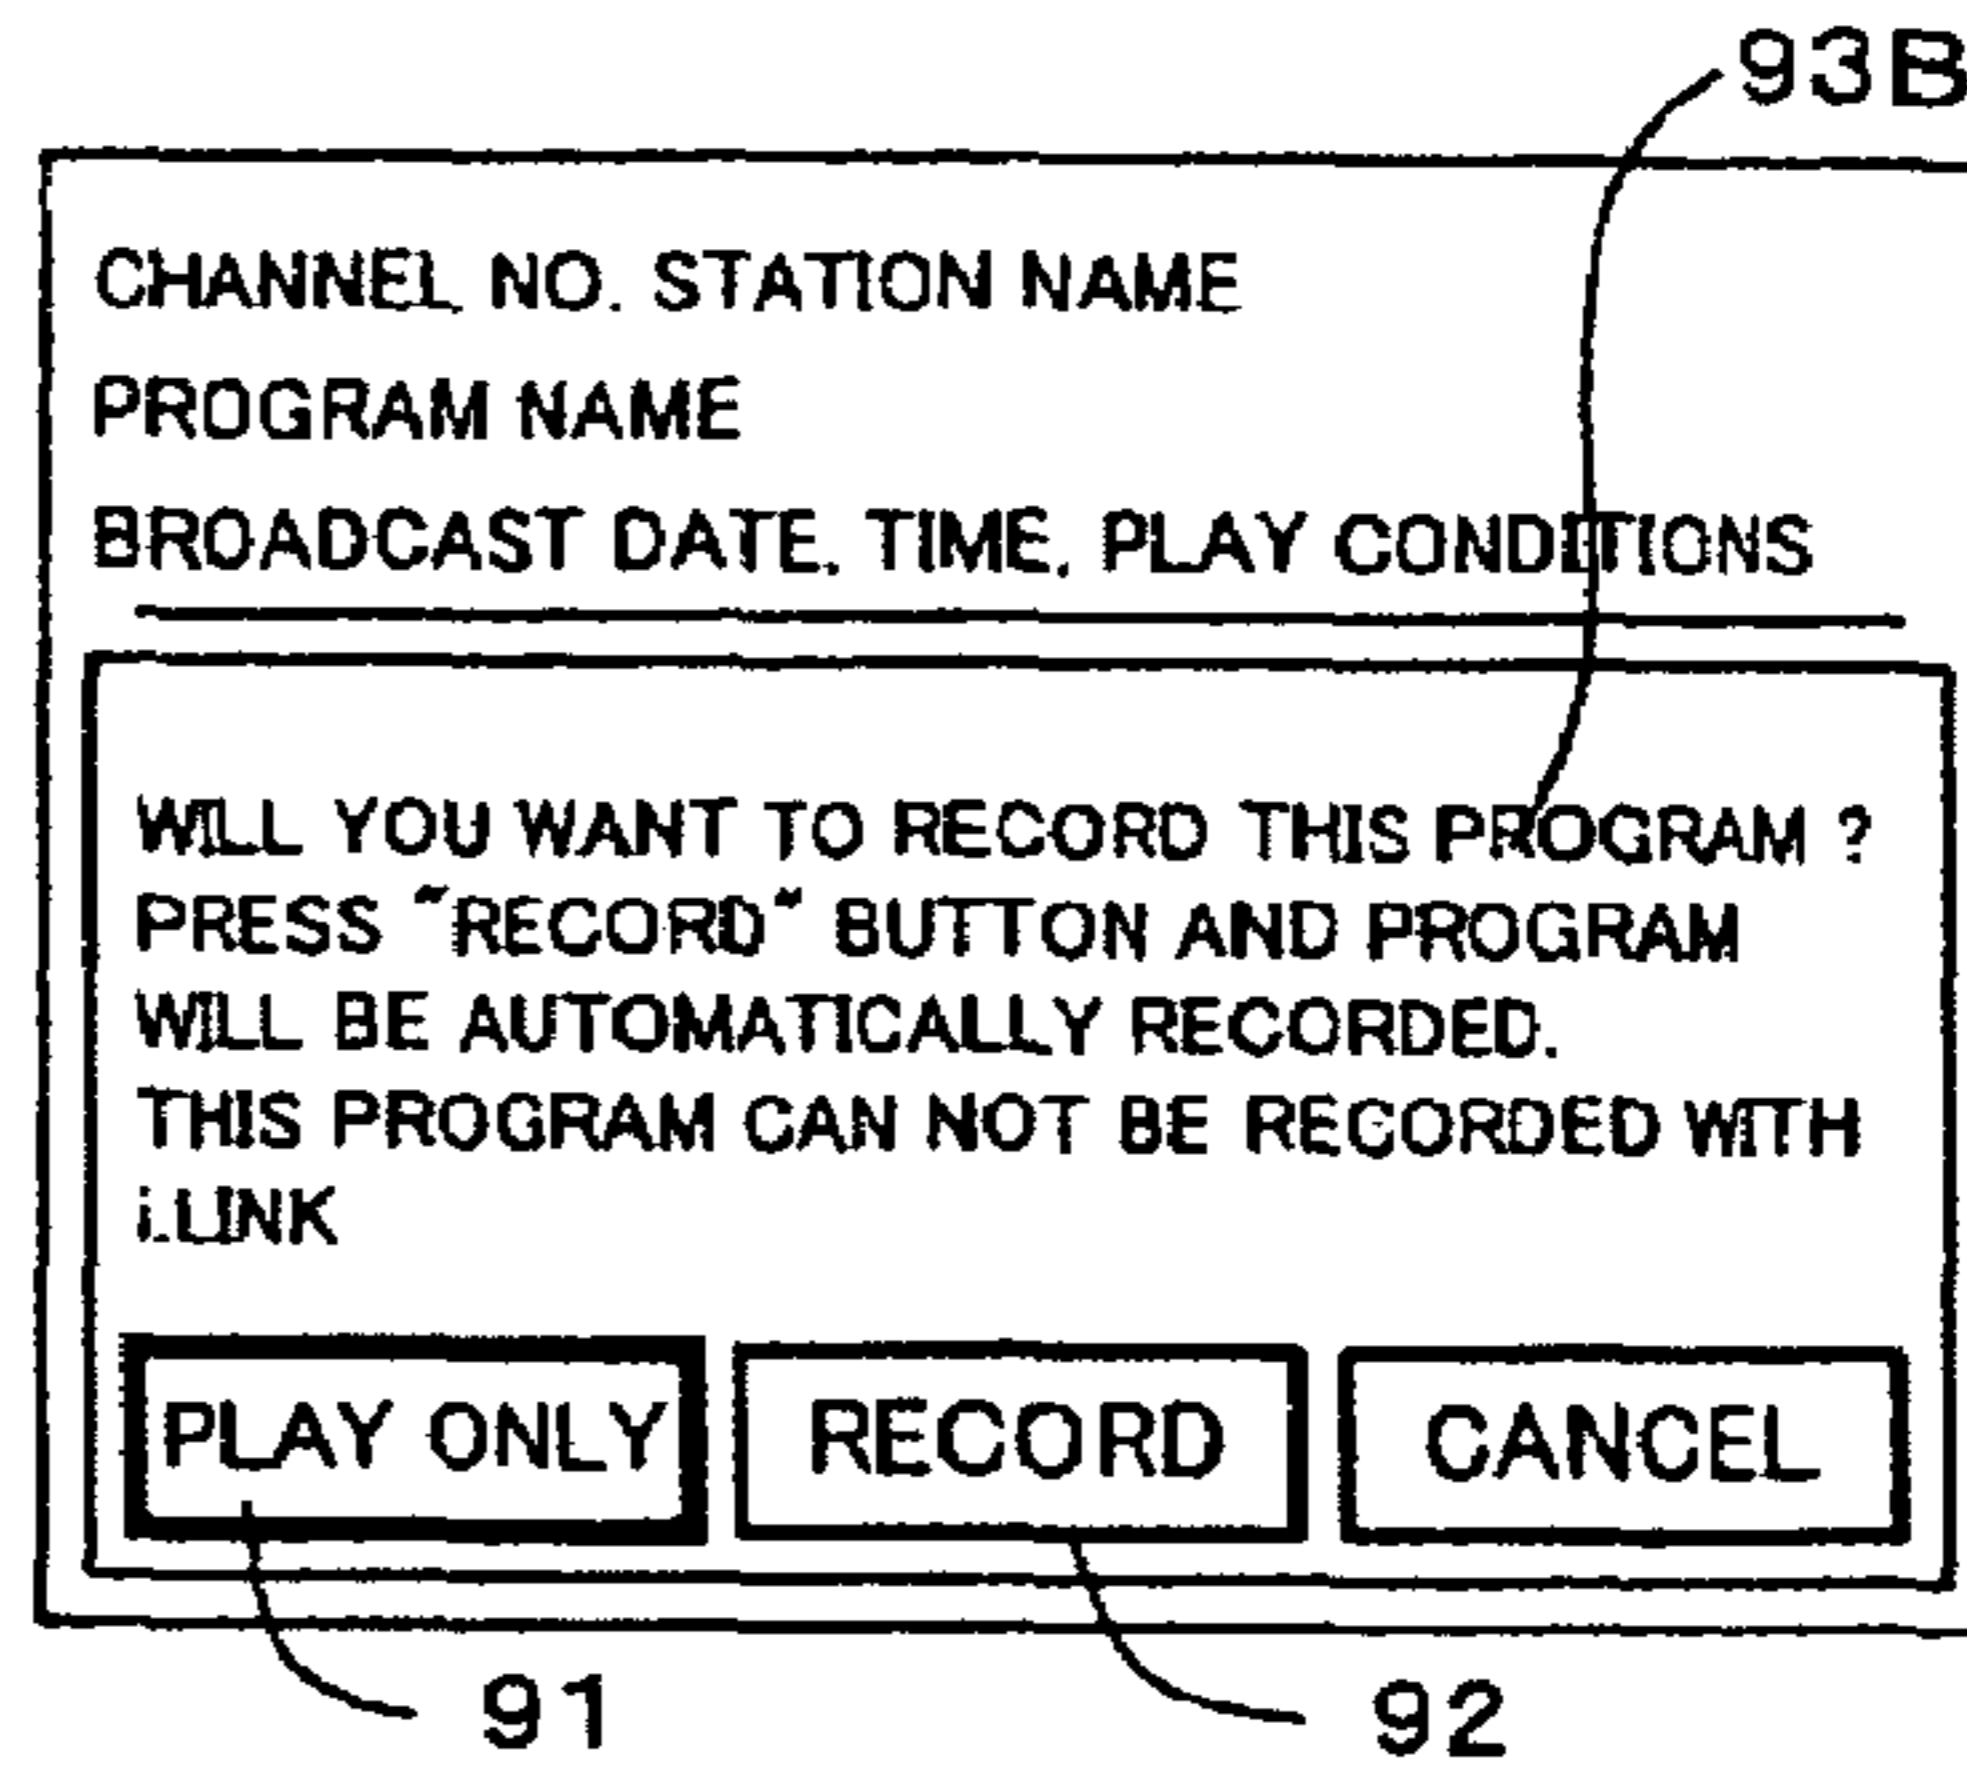 93B
CHANNEL NO. STATION NAME
PROGRAM NAME
BROADCAST DATE. TIME. PLAY CONDITIONS
WILL YOU WANT TO RECORD THIS PROGRAM ?
PRESS "RECORD" BUTTON AND PROGRAM
WILL BE AUTOMATICALLY RECORDED.
THIS PROGRAM CAN NOT BE RECORDED WITH
i.LINK
PLAY ONLY RECORD CANCEL
91 92